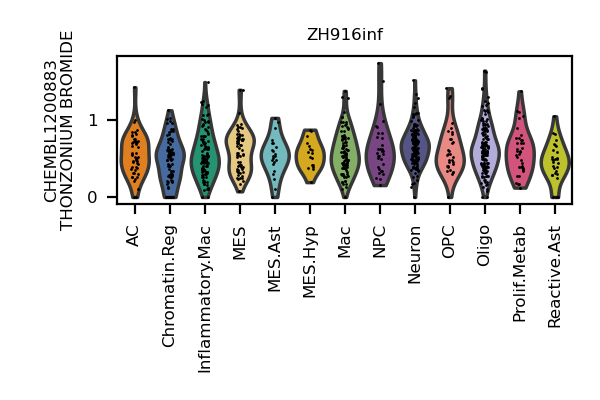 ZH916inf
CHEMBL1200883
THONZONIUM BROMIDE
1
0
AC
Chromatin.Reg
Inflammatory.Mac
MES
MES.Ast
MES.Hyp
Mac
NPC
Neuron
OPC
Oligo
Prolif.Metab
Reactive.Ast